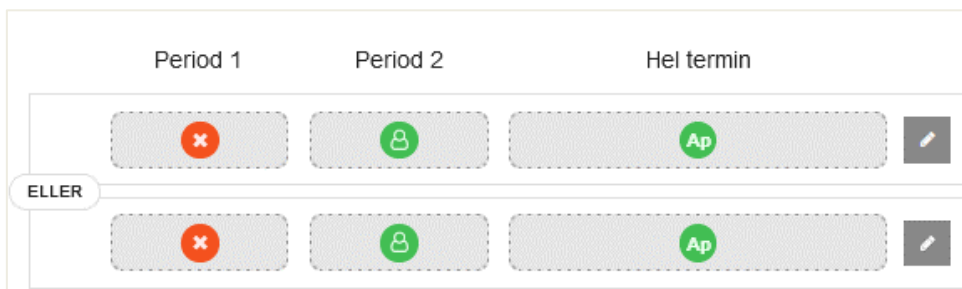 Period 1 Period 2 Hel termin
Ap
ELLER
Ap